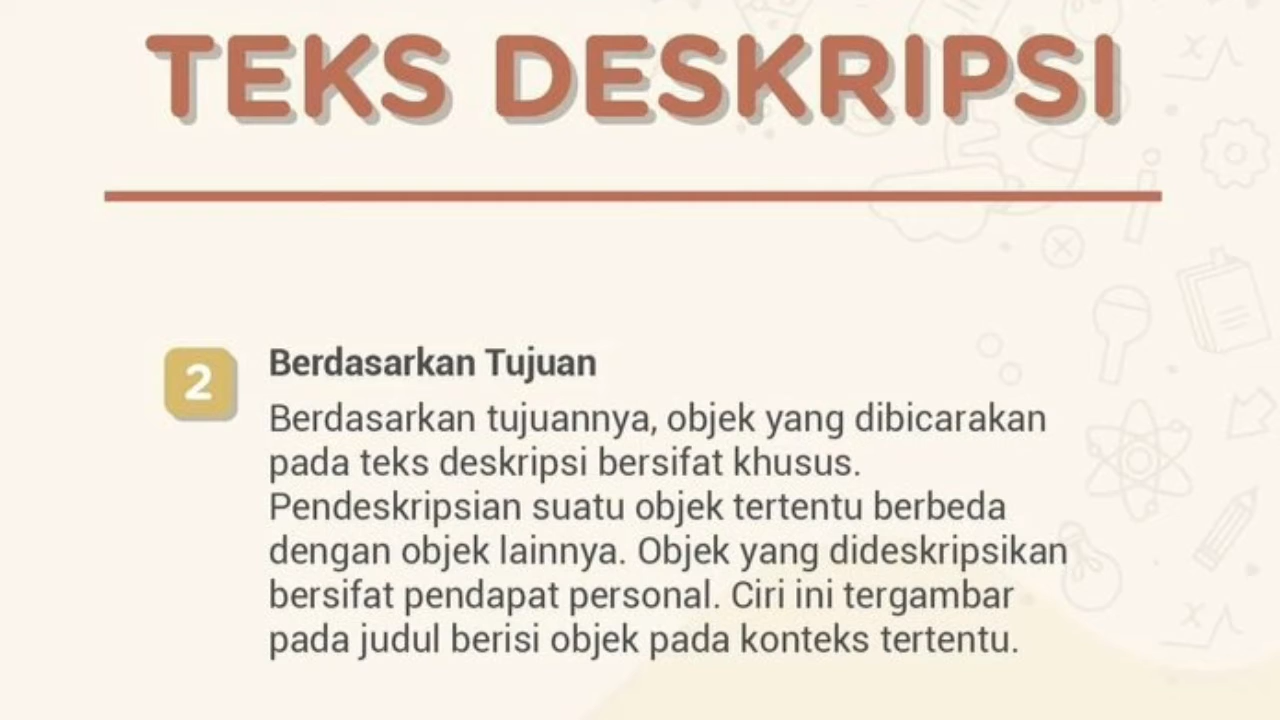 TEKS DESKRIPSI
2
Berdasarkan Tujuan
Berdasarkan tujuannya, objek yang dibicarakan
pada teks deskripsi bersifat khusus.
Pendeskripsian suatu objek tertentu berbeda
dengan objek lainnya. Objek yang dideskripsikan
bersifat pendapat personal. Ciri ini tergambar
pada judul berisi objek pada konteks tertentu.